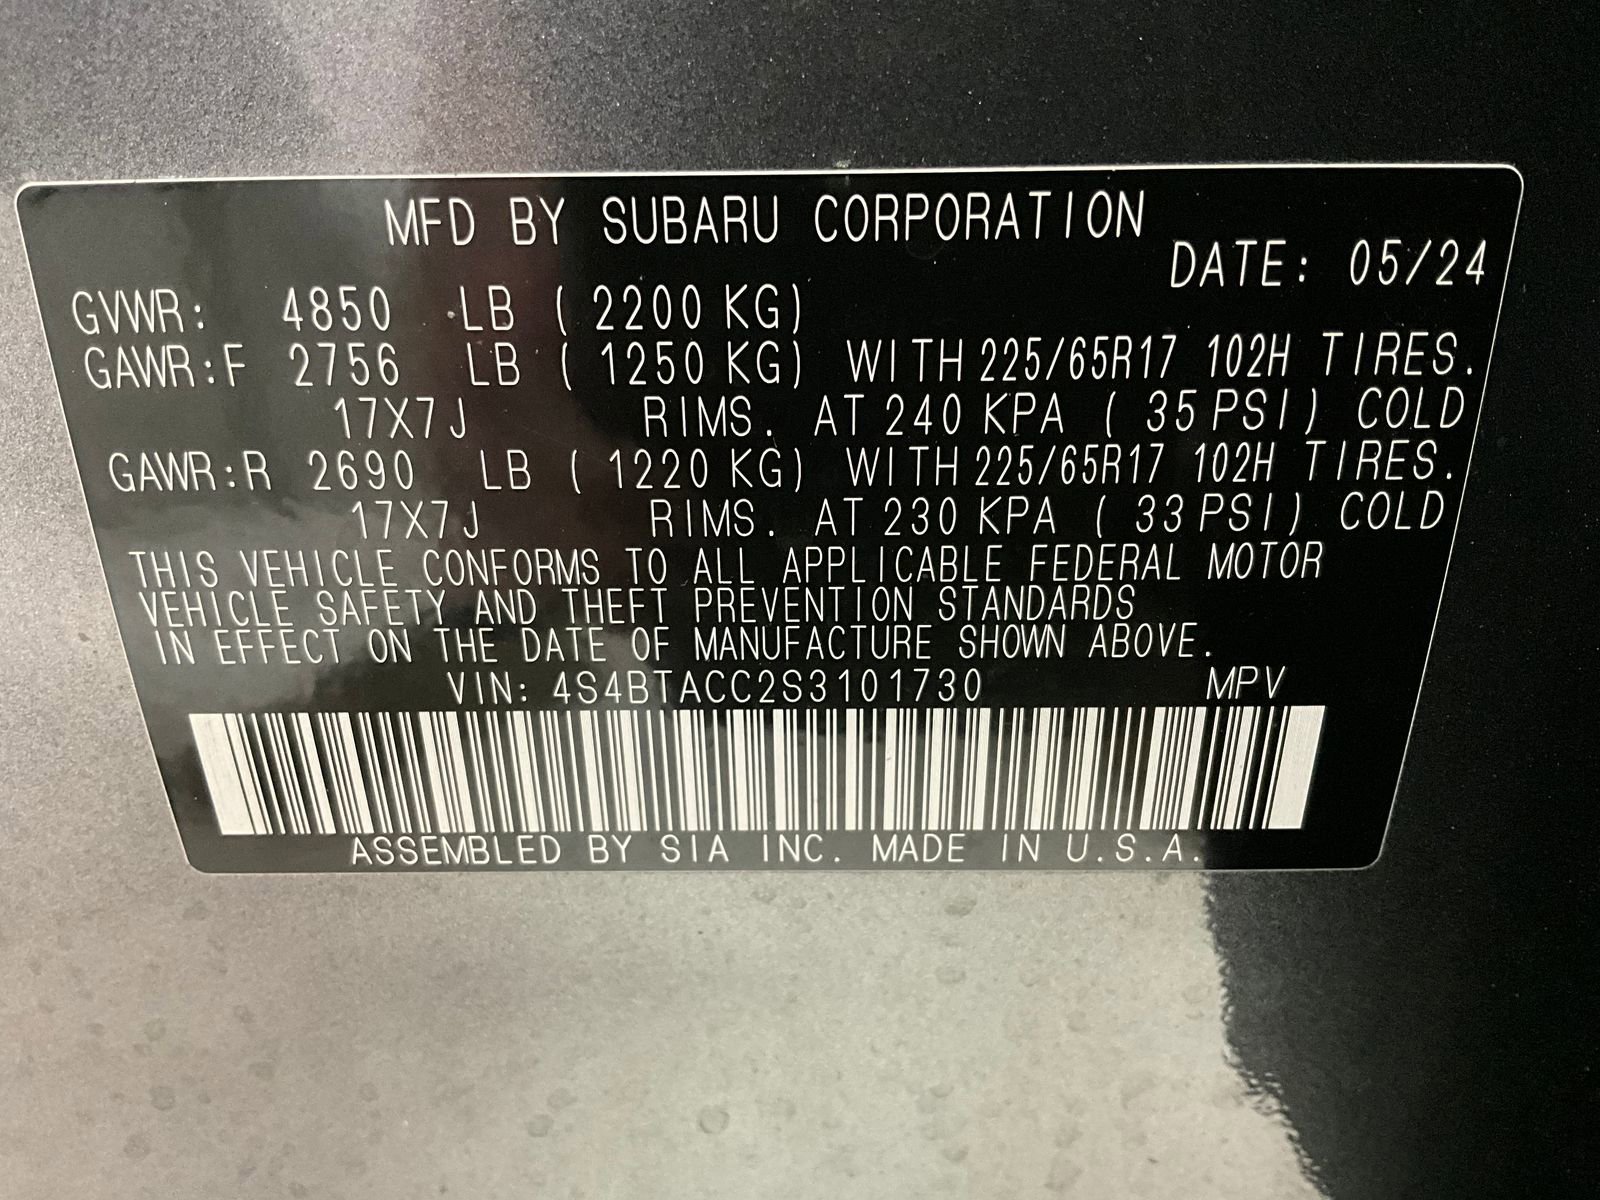 MFD BY SUBARU CORPORATION
DATE: 05/24
GVWR: 4850 LB ( 2200 KG)
GAWR:F 2756 LB ( 1250 KG) WITH 225/65R17 102H TIRES.
17X7J RIMS. AT 240 KPA ( 35 PSI) COLD
GAWR:R 2690 LB ( 1220 KG) WITH 225/65R17 102H TIRES.
17X7J RIMS. AT 230 KPA ( 33 PSI) COLD
THIS VEHICLE CONFORMS TO ALL APPLICABLE FEDERAL MOTOR
VEHICLE SAFETY AND THEFT PREVENTION STANDARDS
IN EFFECT ON THE DATE OF MANUFACTURE SHOWN ABOVE.
VIN: 4S4BTACC2S3101730 MPV
ASSEMBLED BY SIA INC. MADE IN U.S.A.